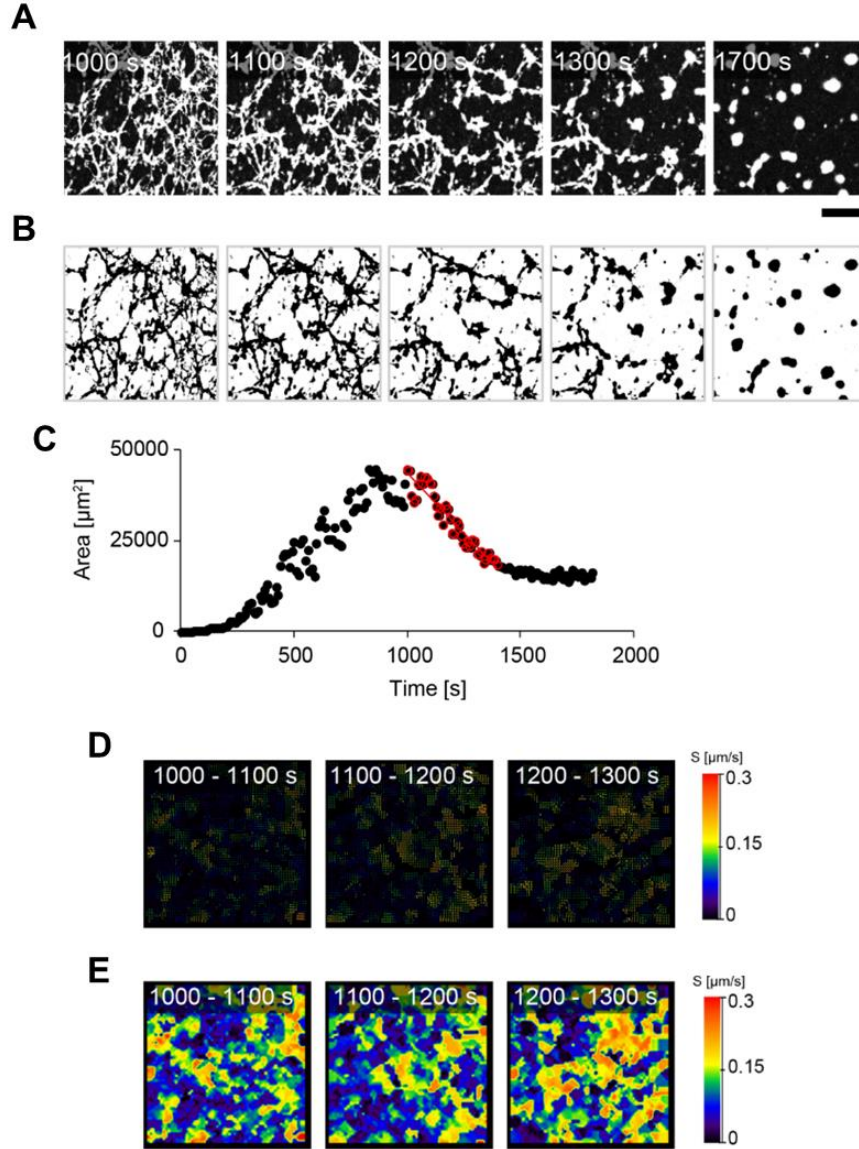 A
1000 s 1100 s 1200 s 1300 s 1700 s
B
C
50000
25000
0
Area [µm²]
0 500 1000 1500 2000
Time [s]
D
1000 - 1100 s 1100 - 1200 s 1200 - 1300 s
S [µm/s]
0.3
0.15
0
E
1000 - 1100 s 1100 - 1200 s 1200 - 1300 s
S [µm/s]
0.3
0.15
0